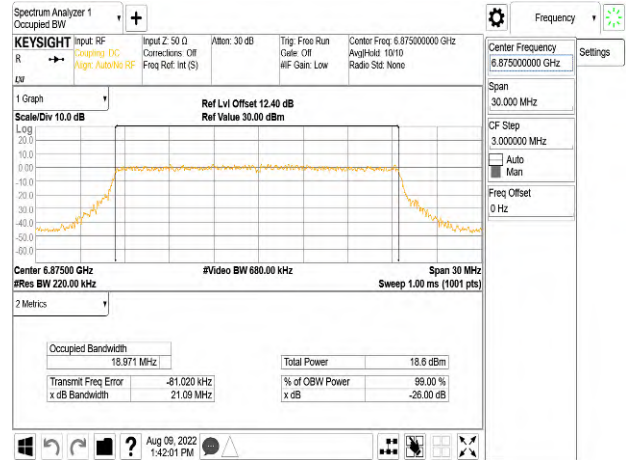 Spectrum Analyzer 1
Occupied BW
Frequency
KEYSIGHT
R
Input: RF
Coupling: DC
Align: Auto/No RF
Input Z: 50 Ω
Corrections: Off
Freq Ref: Int (S)
Atten: 30 dB
Trig: Free Run
Gate: Off
#IF Gain: Low
Center Freq: 6.875000000 GHz
Avg|Hold: 10/10
Radio Std: None
Center Frequency
6.875000000 GHz
Settings
Span
30.000 MHz
CF Step
3.000000 MHz
Auto
Man
Freq Offset
0 Hz
1 Graph
Scale/Div 10.0 dB
Ref Lvl Offset 12.40 dB
Ref Value 30.00 dBm
Log
20.0
10.0
0.00
-10.0
-20.0
-30.0
-40.0
-50.0
-60.0
Center 6.87500 GHz
#Video BW 680.00 kHz
Span 30 MHz
#Res BW 220.00 kHz
Sweep 1.00 ms (1001 pts)
2 Metrics
Occupied Bandwidth
18.971 MHz
Total Power 18.6 dBm
Transmit Freq Error -81.020 kHz
% of OBW Power 99.00 %
x dB Bandwidth 21.09 MHz
x dB -26.00 dB
?
Aug 09, 2022
1:42:01 PM